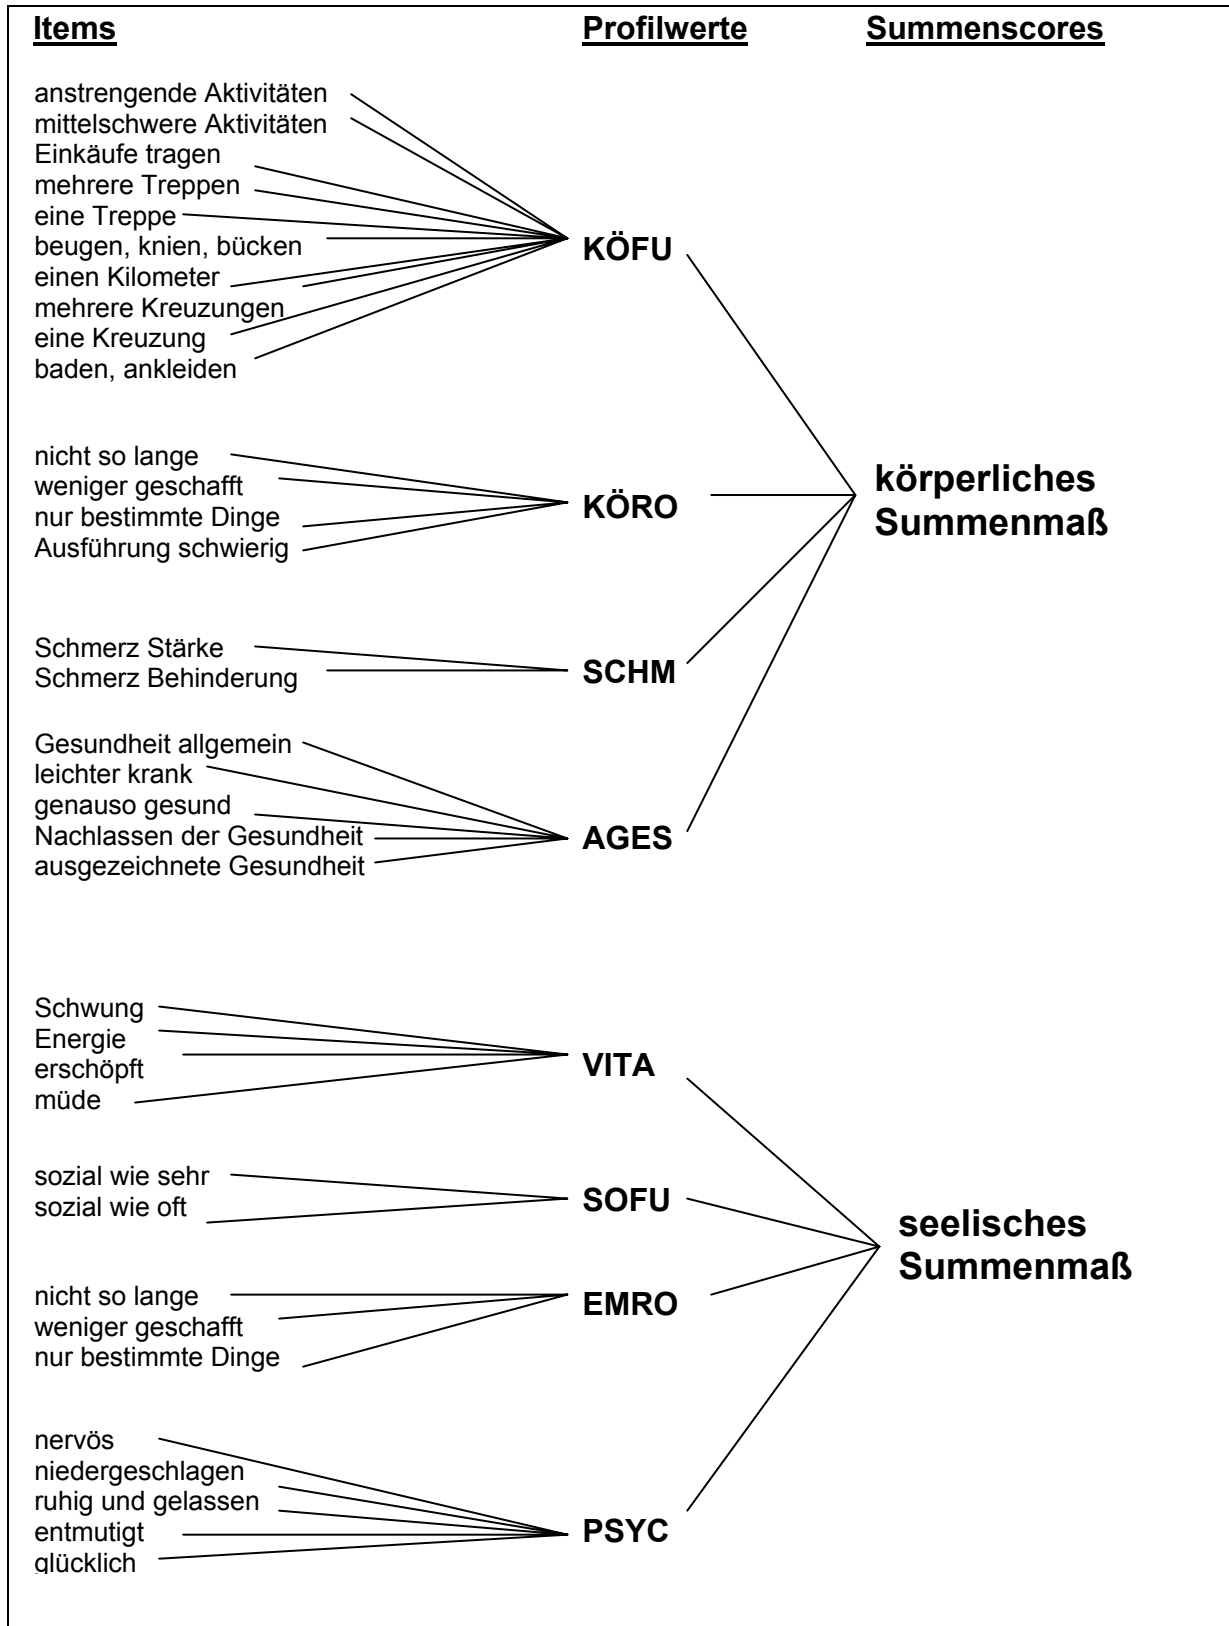 Items Profilwerte Summenscores
anstrengende Aktivitäten
mittelschwere Aktivitäten
Einkäufe tragen
mehrere Treppen
eine Treppe
beugen, knien, bücken
KÖFU
einen Kilometer
mehrere Kreuzungen
eine Kreuzung
baden, ankleiden
nicht so lange
weniger geschafft
nur bestimmte Dinge
Ausführung schwierig
KÖRO
körperliches
Summenmaß
Schmerz Stärke
Schmerz Behinderung
SCHM
Gesundheit allgemein
leichter krank
genauso gesund
Nachlassen der Gesundheit
ausgezeichnete Gesundheit
AGES
Schwung
Energie
erschöpft
müde
VITA
sozial wie sehr
sozial wie oft
SOFU
seelisches
Summenmaß
nicht so lange
weniger geschafft
nur bestimmte Dinge
EMRO
nervös
niedergeschlagen
ruhig und gelassen
entmutigt
glücklich
PSYC